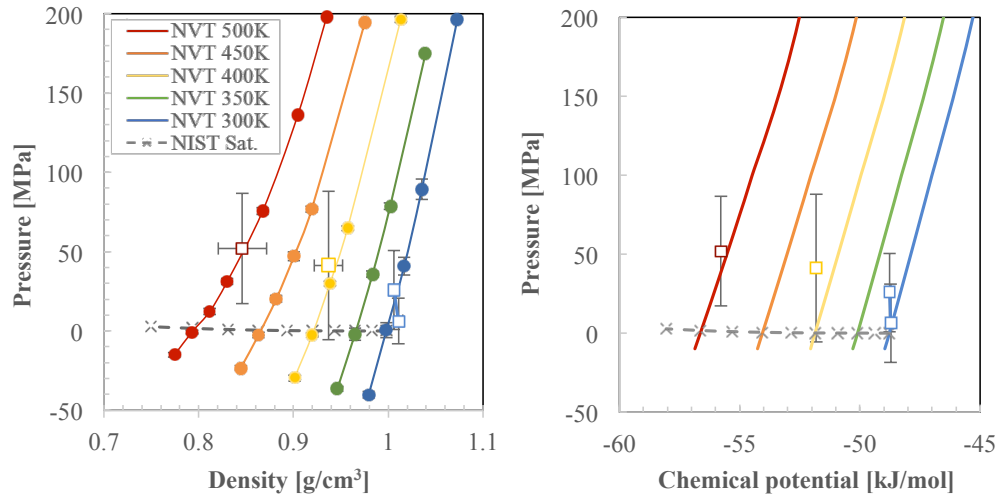 200
150
100
50
0
-50
0.7
0.8
0.9
1
1.1
Pressure [MPa]
Density [g/cm³]
NVT 500K
NVT 450K
NVT 400K
NVT 350K
NVT 300K
NIST Sat.
200
150
100
50
0
-50
-60
-55
-50
-45
Pressure [MPa]
Chemical potential [kJ/mol]